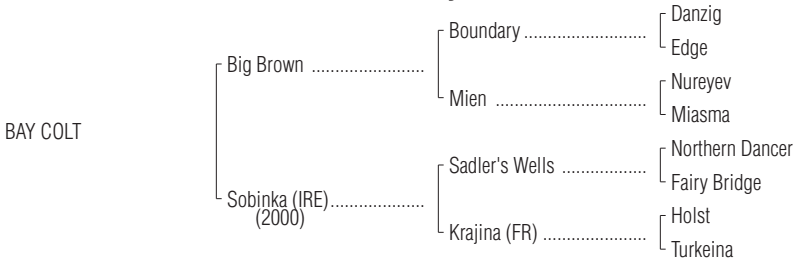 Danzig
Boundary ..........................
Edge
Big Brown ........................
Nureyev
Mien ................................
Miasma
BAY COLT
Northern Dancer
Sadler's Wells ..................
Fairy Bridge
Sobinka (IRE)....................
(2000)
Holst
Krajina (FR) ......................
Turkeina